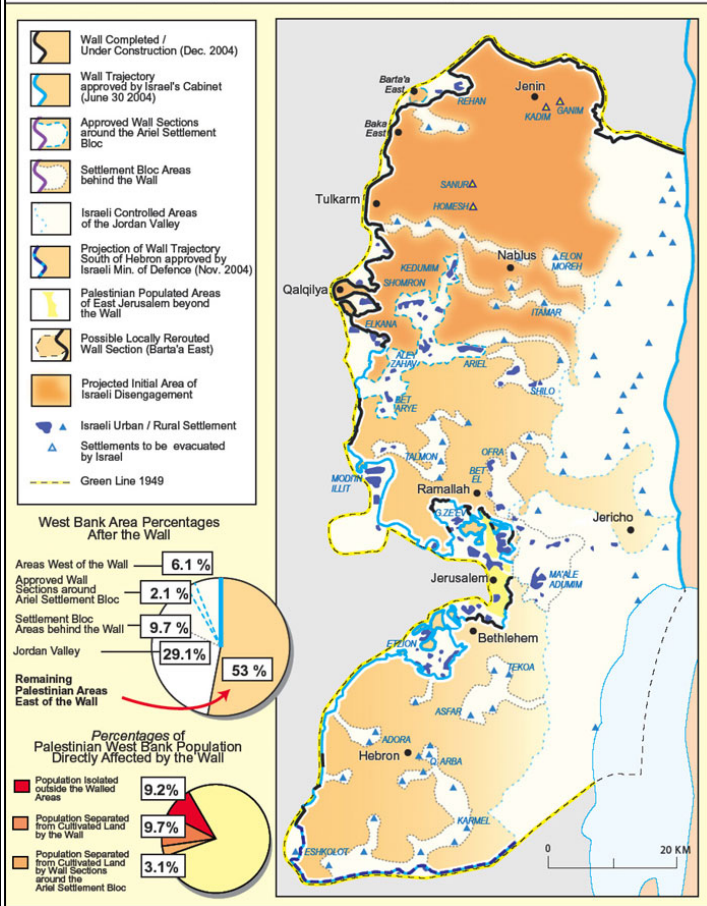 Wall Completed /
Under Construction (Dec. 2004)
Wall Trajectory
approved by Israel's Cabinet
(June 30 2004)
Approved Wall Sections
around the Ariel Settlement
Bloc
Settlement Bloc Areas
behind the Wall
Israeli Controlled Areas
of the Jordan Valley
Projection of Wall Trajectory
South of Hebron approved by
Israeli Min. of Defence (Nov. 2004)
Palestinian Populated Areas
of East Jerusalem beyond
the Wall
Possible Locally Rerouted
Wall Section (Barta'a East)
Projected Initial Area of
Israeli Disengagement
Israeli Urban / Rural Settlement
Settlements to be evacuated
by Israel
Green Line 1949
West Bank Area Percentages
After the Wall
Areas West of the Wall
6.1 %
Approved Wall
Sections around
Ariel Settlement Bloc
2.1 %
Settlement Bloc
Areas behind the Wall
9.7 %
Jordan Valley
29.1%
53 %
Remaining
Palestinian Areas
East of the Wall
Percentages of
Palestinian West Bank Population
Directly Affected by the Wall
Population Isolated
outside the Walled
Areas
9.2%
Population Separated
from Cultivated Land
by the Wall
9.7%
Population Separated
from Cultivated Land
by Wall Sections
around the
Ariel Settlement Bloc
3.1%
Barta'a
East
REHAN
Jenin
KADIM
GANIM
Baka
East
SANUR
Tulkarm
HOMESH
Nablus
ELON
MOREH
KEDUMIM
SHOMRON
Qalqilya
ITAMAR
ELKANA
ALEY
ZAHAV
ARIEL
SHILO
BET
ARYE
TALMON
OFRA
BET
EL
MODI'IN
ILLIT
Ramallah
G.ZE'EV
Jericho
Jerusalem
MA'ALE
ADUMIM
Bethlehem
ETZION
TEKOA
ASFAR
ADORA
Hebron
Q. ARBA
KARMEL
ESHKOLOT
0
20 KM